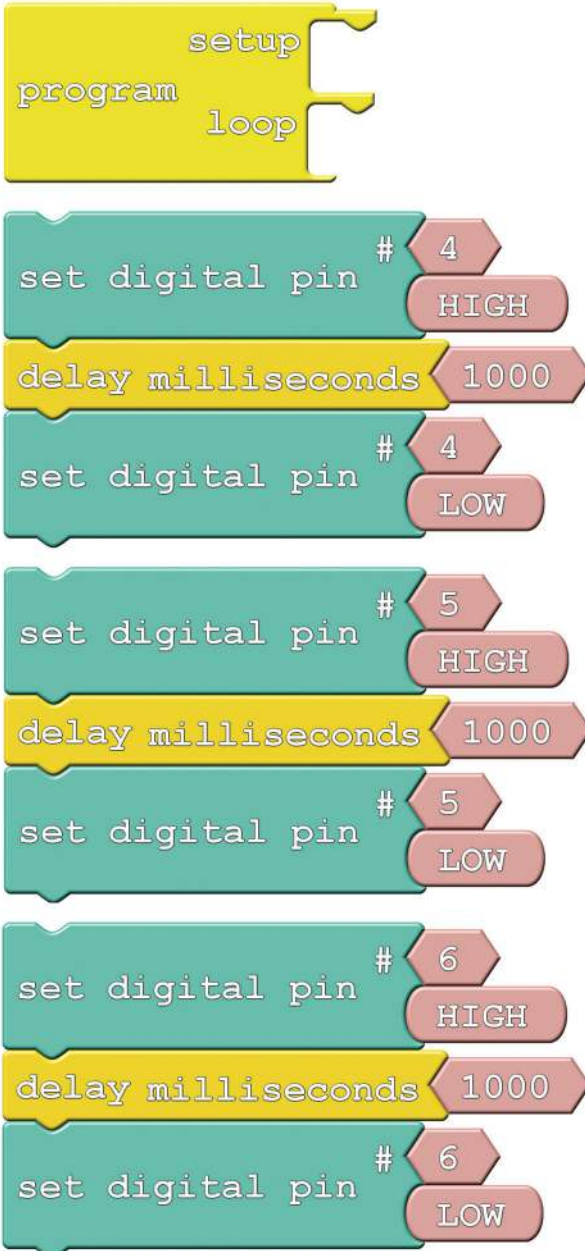 setup
program
loop
set digital pin # 4
HIGH
delay milliseconds 1000
set digital pin # 4
LOW
set digital pin # 5
HIGH
delay milliseconds 1000
set digital pin # 5
LOW
set digital pin # 6
HIGH
delay milliseconds 1000
set digital pin # 6
LOW